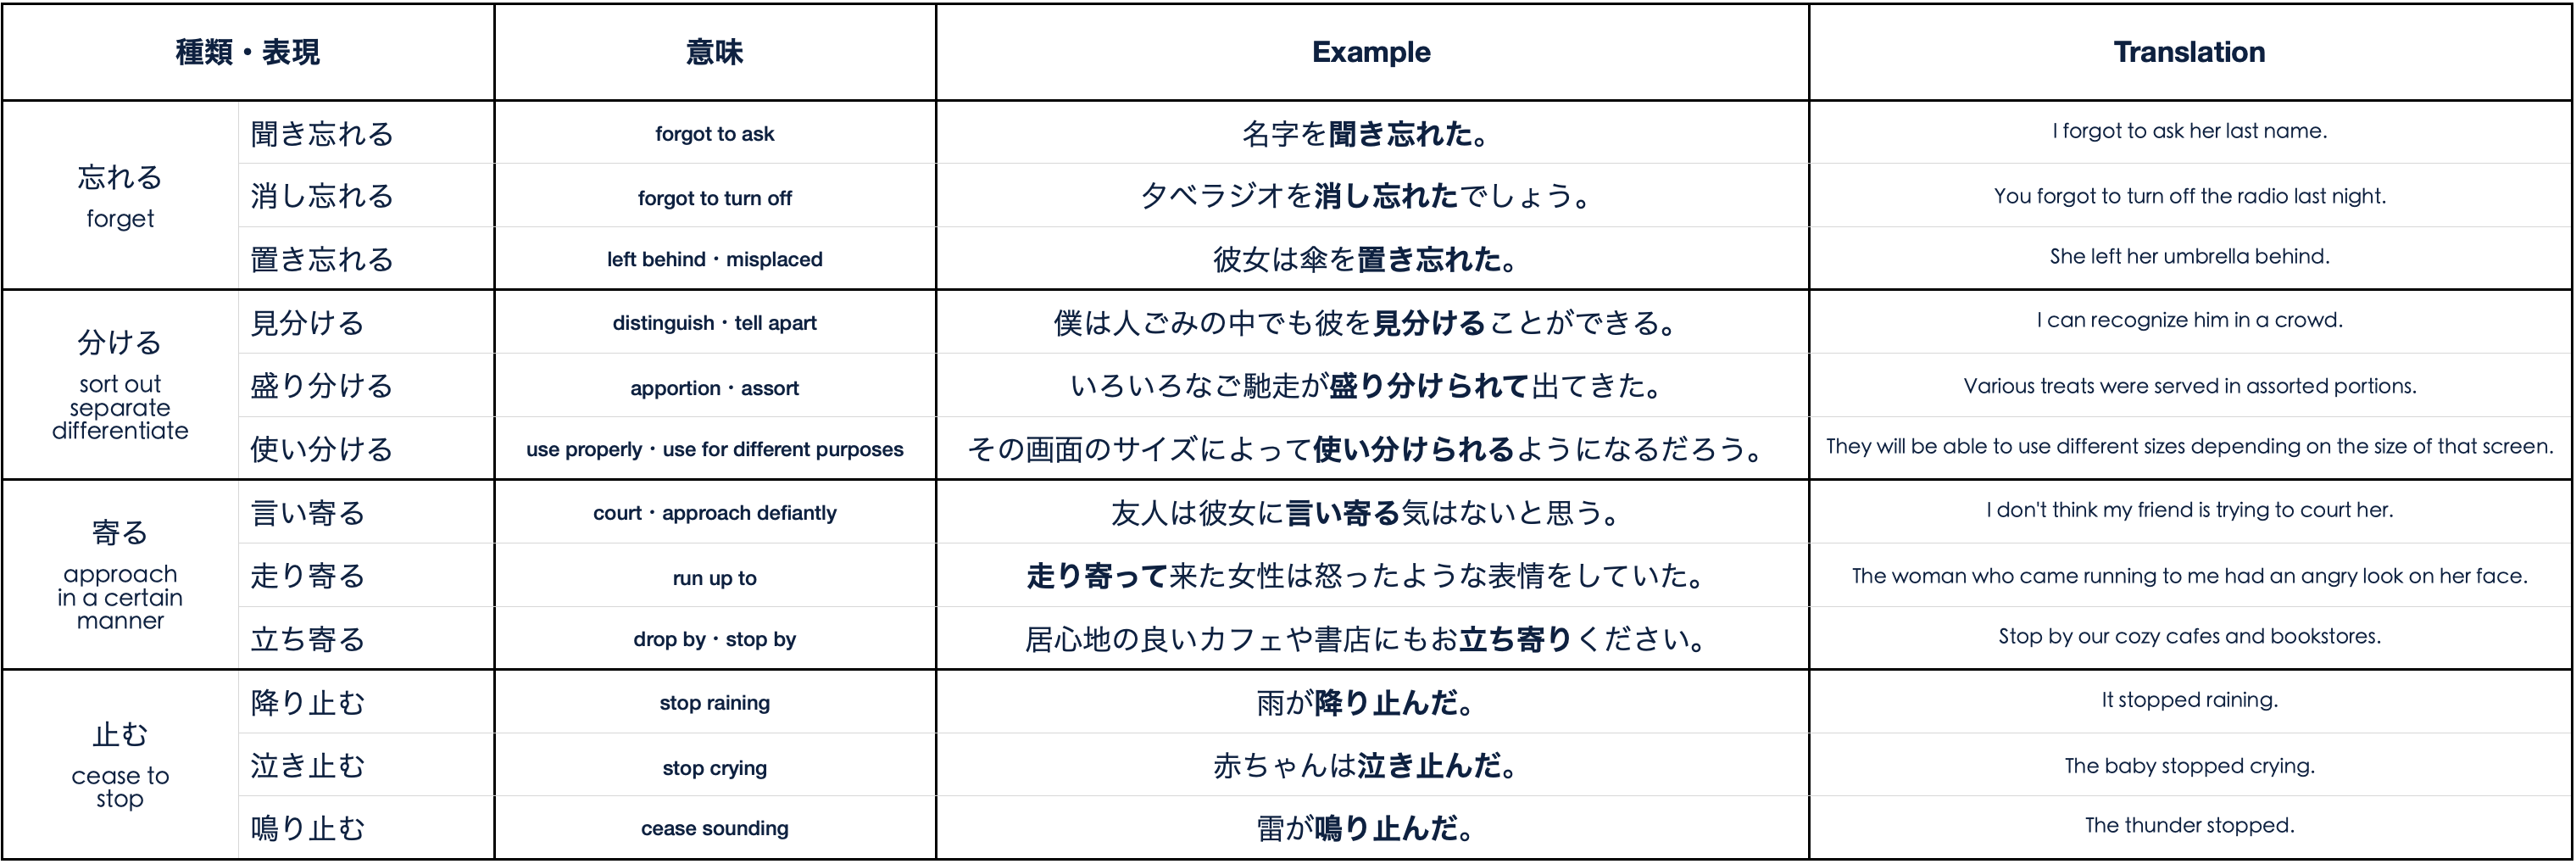 種類・表現 意味 Example Translation
忘れる
forget
聞き忘れる forgot to ask 名字を聞き忘れた。 I forgot to ask her last name.
消し忘れる forgot to turn off 夕べラジオを消し忘れたでしょう。 You forgot to turn off the radio last night.
置き忘れる left behind・misplaced 彼女は傘を置き忘れた。 She left her umbrella behind.
分ける
sort out
separate
differentiate
見分ける distinguish・tell apart 僕は人ごみの中でも彼を見分けることができる。 I can recognize him in a crowd.
盛り分ける apportion・assort いろいろなご馳走が盛り分けられて出てきた。 Various treats were served in assorted portions.
使い分ける use properly・use for different purposes その画面のサイズによって使い分けられるようになるだろう。 They will be able to use different sizes depending on the size of that screen.
寄る
approach
in a certain
manner
言い寄る court・approach defiantly 友人は彼女に言い寄る気はないと思う。 I don't think my friend is trying to court her.
走り寄る run up to 走り寄って来た女性は怒ったような表情をしていた。 The woman who came running to me had an angry look on her face.
立ち寄る drop by・stop by 居心地の良いカフェや書店にもお立ち寄りください。 Stop by our cozy cafes and bookstores.
止む
cease to
stop
降り止む stop raining 雨が降り止んだ。 It stopped raining.
泣き止む stop crying 赤ちゃんは泣き止んだ。 The baby stopped crying.
鳴り止む cease sounding 雷が鳴り止んだ。 The thunder stopped.